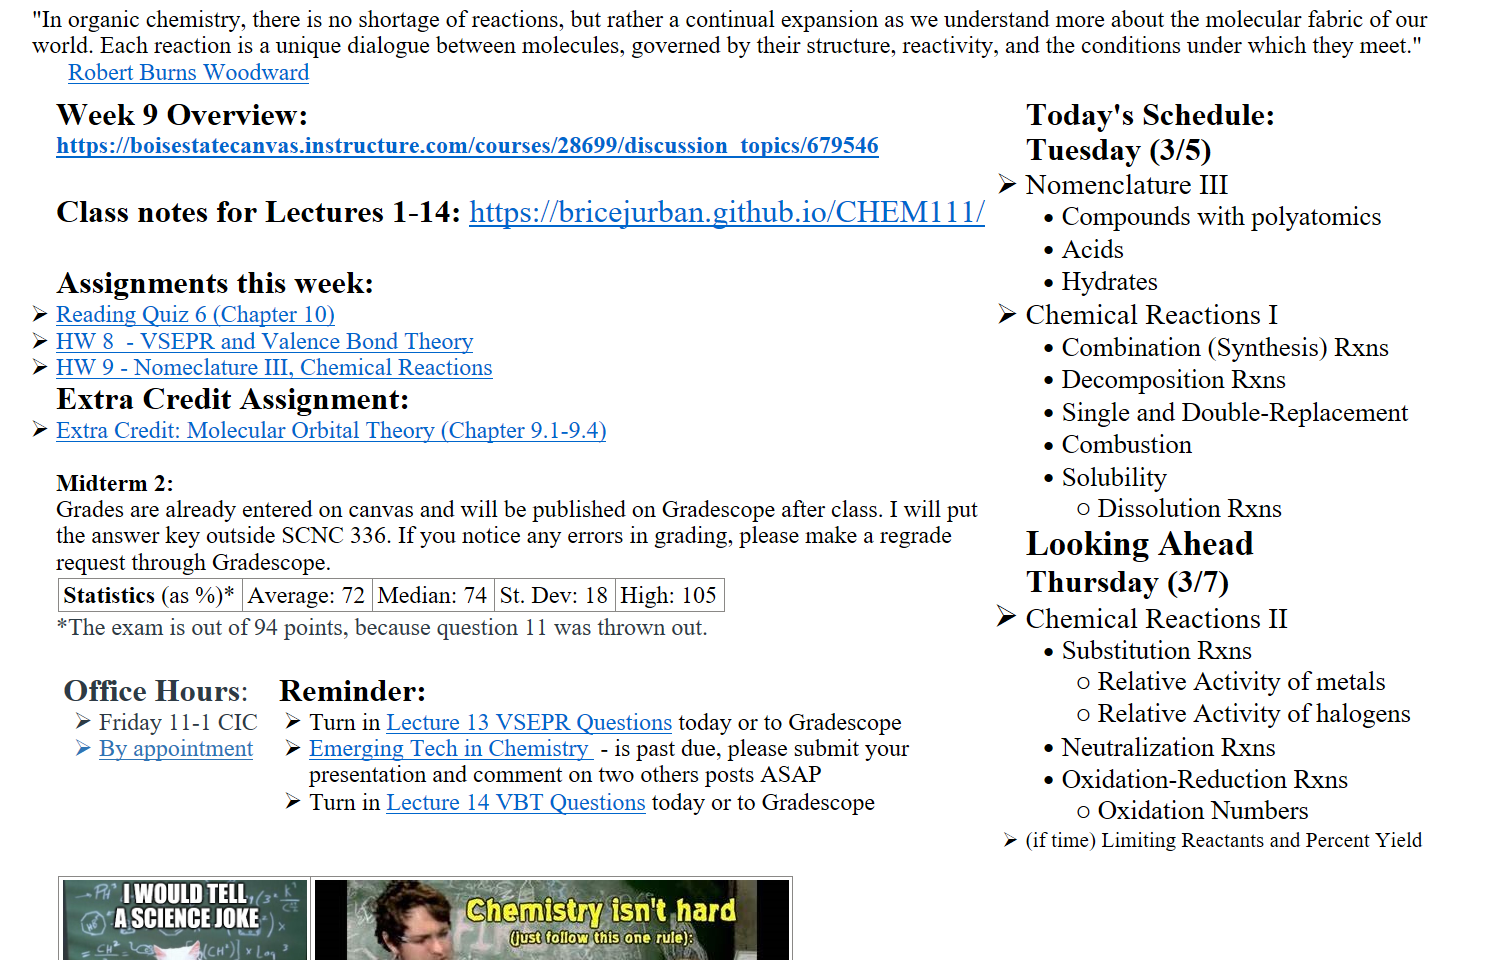 "In organic chemistry, there is no shortage of reactions, but rather a continual expansion as we understand more about the molecular fabric of our
world. Each reaction is a unique dialogue between molecules, governed by their structure, reactivity, and the conditions under which they meet."
Robert Burns Woodward
Week 9 Overview:
https://boisestatecanvas.instructure.com/courses/28699/discussion_topics/679546
Class notes for Lectures 1-14: https://bricejurban.github.io/CHEM111/
Assignments this week:
➢ Reading Quiz 6 (Chapter 10)
➢ HW 8 - VSEPR and Valence Bond Theory
➢ HW 9 - Nomeclature III, Chemical Reactions
Extra Credit Assignment:
➢ Extra Credit: Molecular Orbital Theory (Chapter 9.1-9.4)
Midterm 2:
Grades are already entered on canvas and will be published on Gradescope after class. I will put
the answer key outside SCNC 336. If you notice any errors in grading, please make a regrade
request through Gradescope.
Statistics (as %)* Average: 72 Median: 74 St. Dev: 18 High: 105
*The exam is out of 94 points, because question 11 was thrown out.
Office Hours:
➢ Friday 11-1 CIC
➢ By appointment
Reminder:
➢ Turn in Lecture 13 VSEPR Questions today or to Gradescope
➢ Emerging Tech in Chemistry - is past due, please submit your
presentation and comment on two others posts ASAP
➢ Turn in Lecture 14 VBT Questions today or to Gradescope
Today's Schedule:
Tuesday (3/5)
➢ Nomenclature III
• Compounds with polyatomics
• Acids
• Hydrates
➢ Chemical Reactions I
• Combination (Synthesis) Rxns
• Decomposition Rxns
• Single and Double-Replacement
• Combustion
• Solubility
○ Dissolution Rxns
Looking Ahead
Thursday (3/7)
➢ Chemical Reactions II
• Substitution Rxns
○ Relative Activity of metals
○ Relative Activity of halogens
• Neutralization Rxns
• Oxidation-Reduction Rxns
○ Oxidation Numbers
➢ (if time) Limiting Reactants and Percent Yield
I WOULD TELL
A SCIENCE JOKE
Chemistry isn't hard
(just follow this one rule):